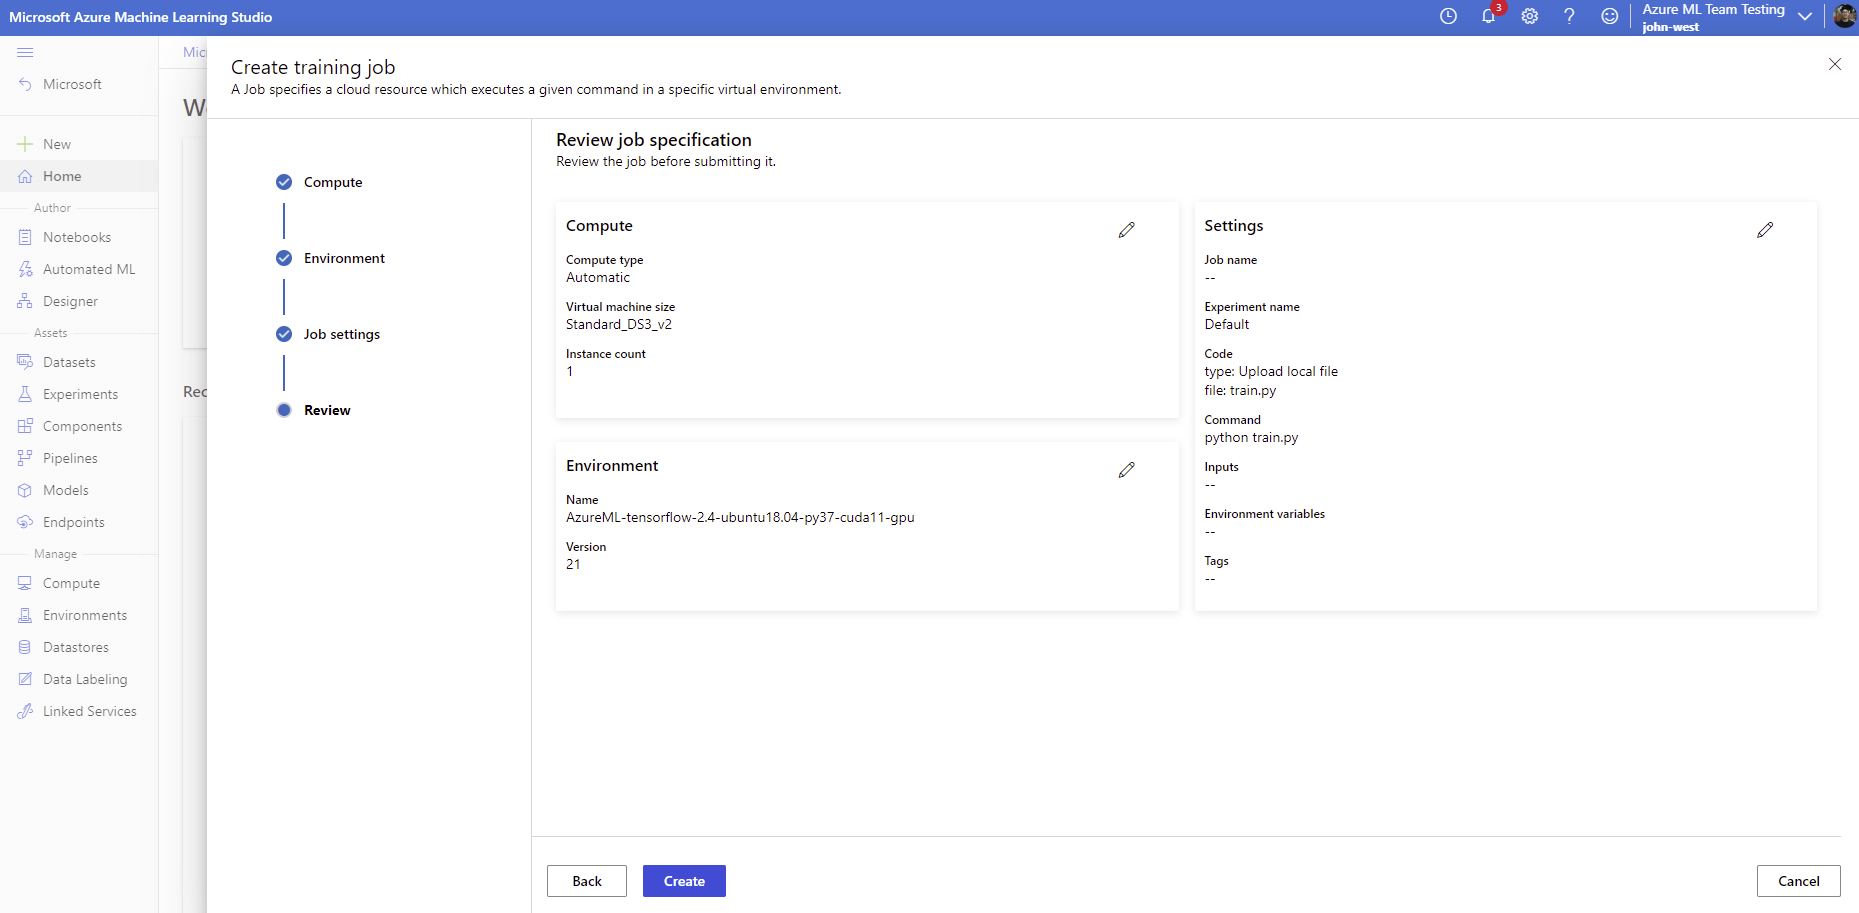 Microsoft Azure Machine Learning Studio
3
Azure ML Team Testing
john-west
Microsoft
New
Home
Author
Notebooks
Automated ML
Designer
Assets
Datasets
Experiments
Components
Pipelines
Models
Endpoints
Manage
Compute
Environments
Datastores
Data Labeling
Linked Services
Mic
We
Rec
Create training job
A Job specifies a cloud resource which executes a given command in a specific virtual environment.
Compute
Environment
Job settings
Review
Review job specification
Review the job before submitting it.
Compute
Compute type
Automatic
Virtual machine size
Standard_DS3_v2
Instance count
1
Environment
Name
AzureML-tensorflow-2.4-ubuntu18.04-py37-cuda11-gpu
Version
21
Settings
Job name
--
Experiment name
Default
Code
type: Upload local file
file: train.py
Command
python train.py
Inputs
--
Environment variables
--
Tags
--
Back
Create
Cancel